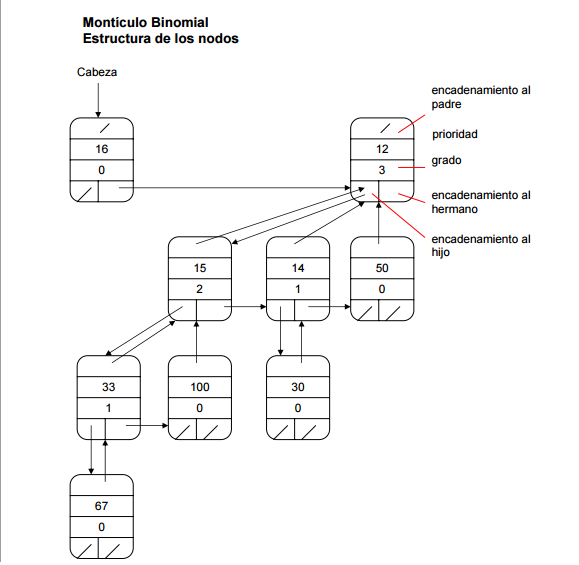 Montículo Binomial
Estructura de los nodos
Cabeza
encadenamiento al
padre
prioridad
16
12
grado
0
3
encadenamiento al
hermano
encadenamiento al
hijo
15
14
50
2
1
0
33
100
30
1
0
0
67
0